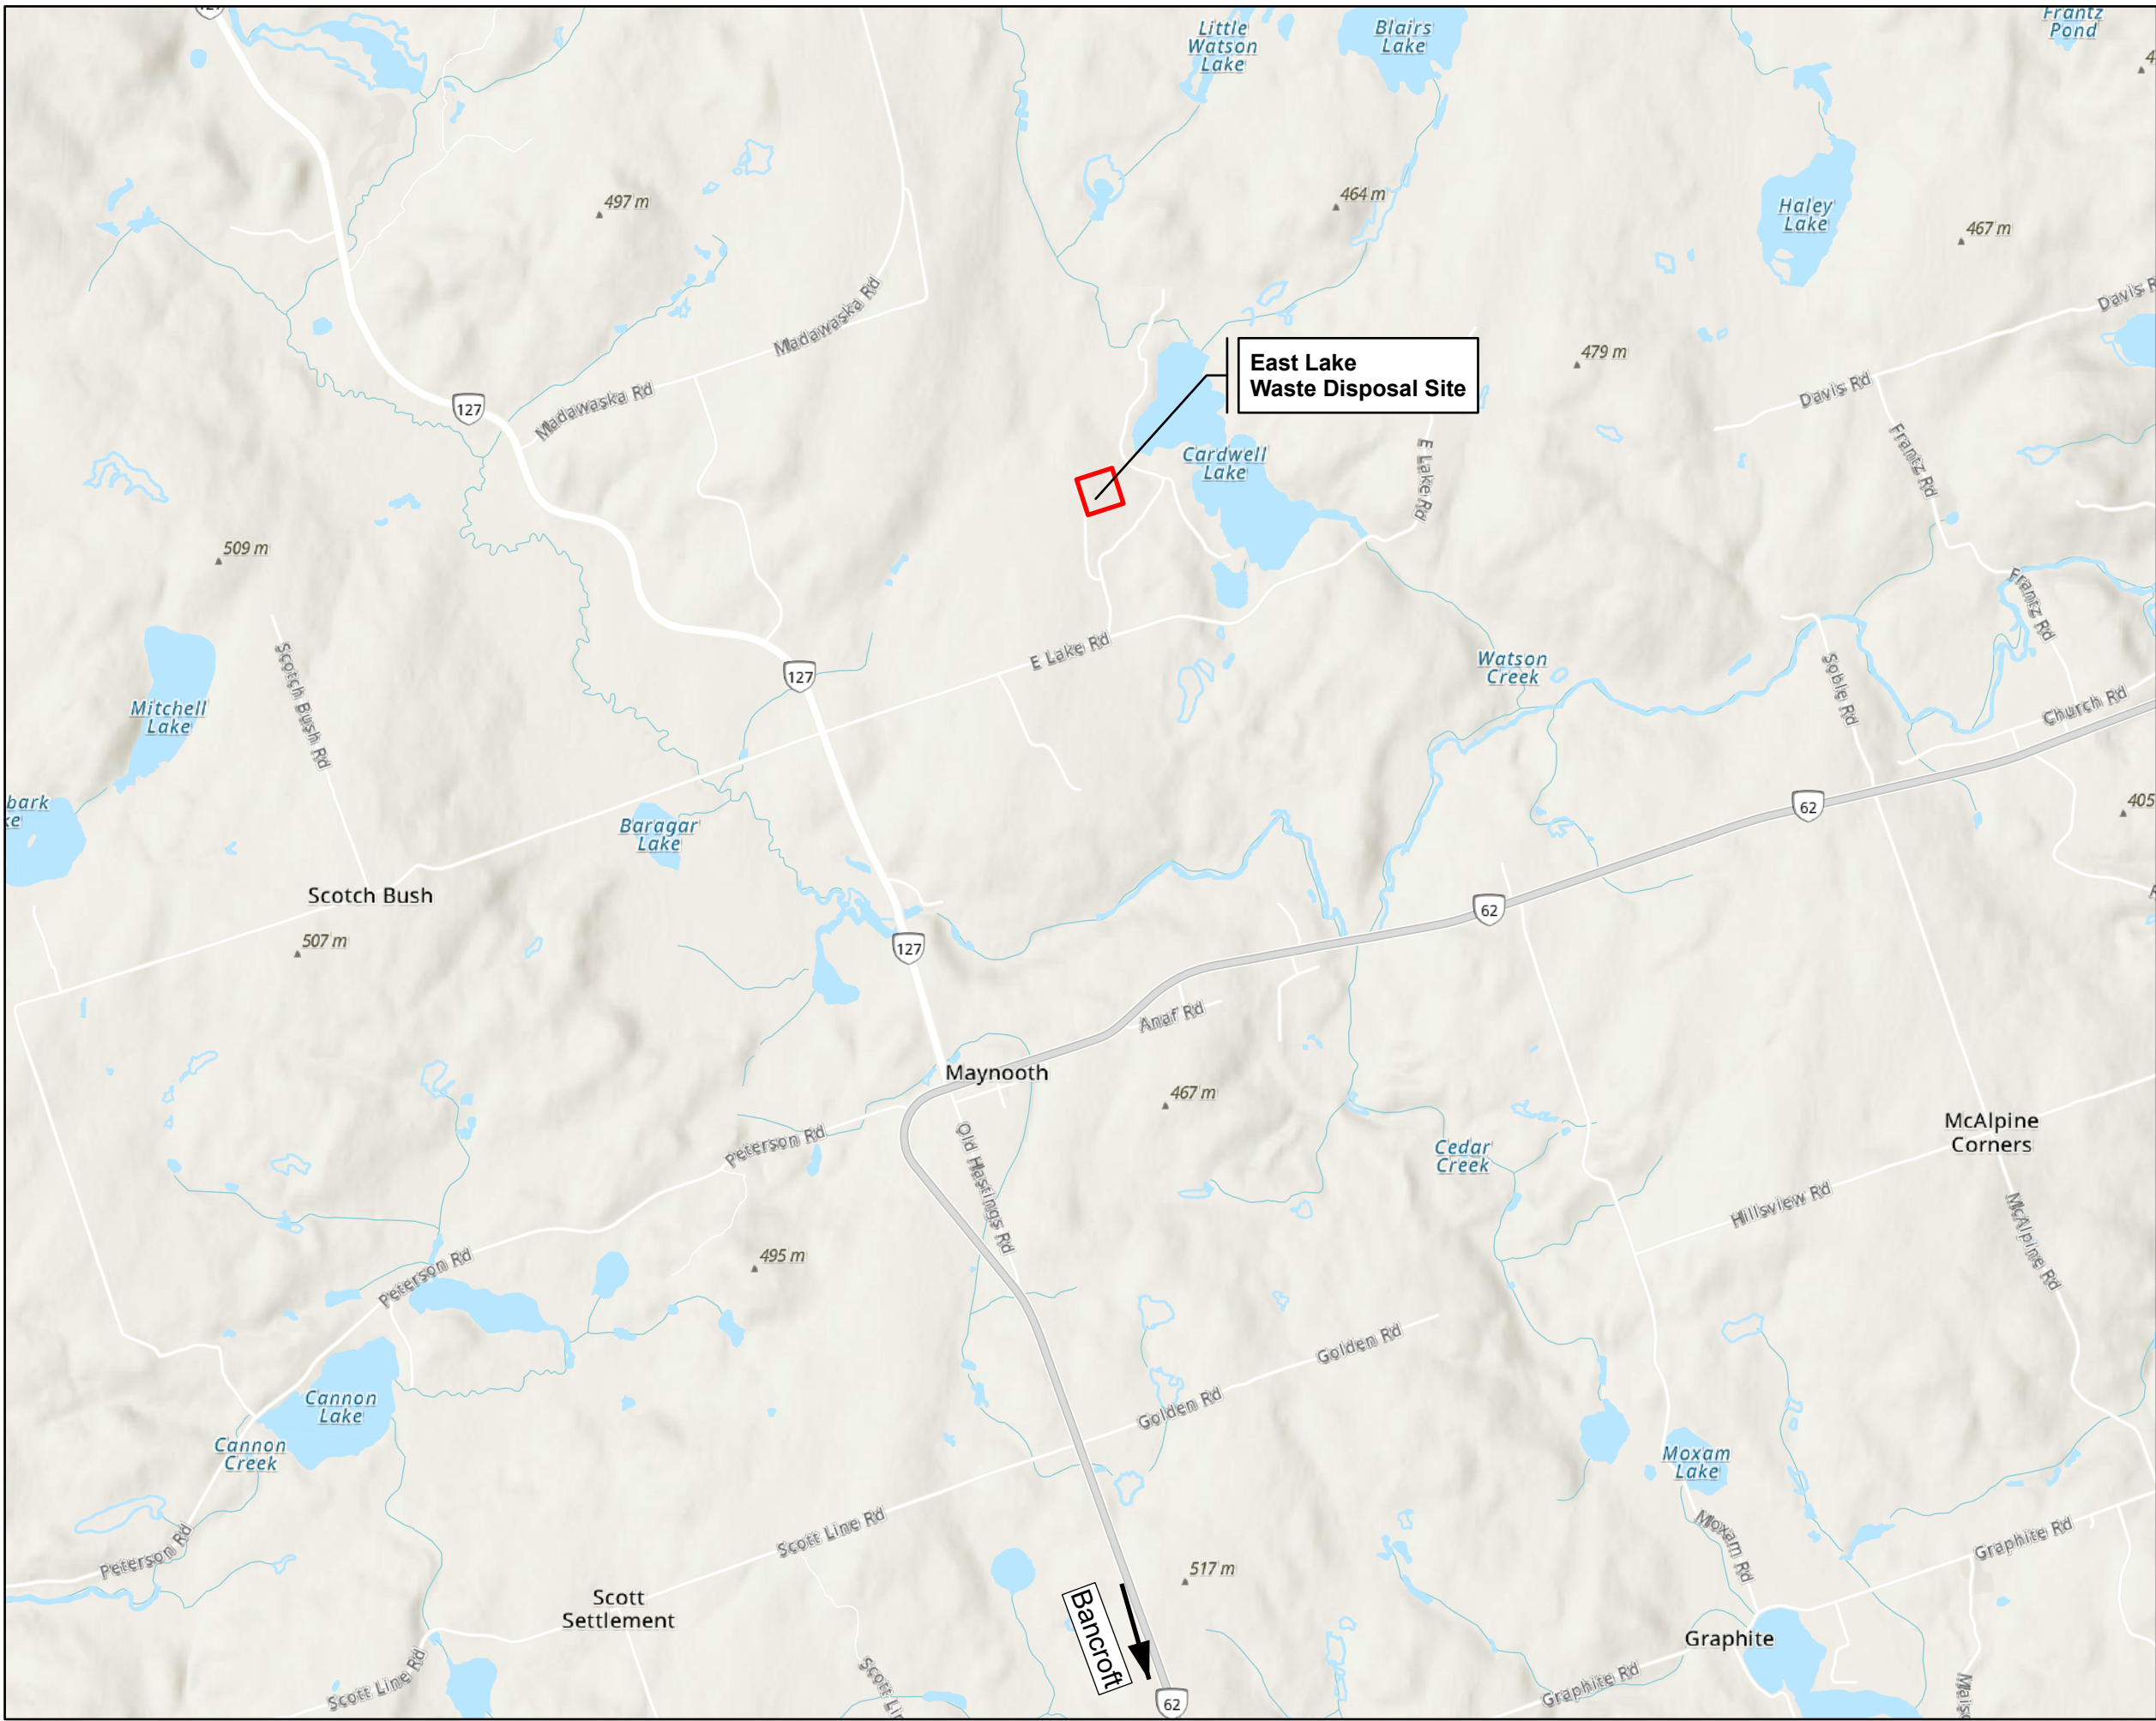 127
Little
Watson
Lake
Blairs
Lake
Frantz
Pond
497 m
464 m
Haley
Lake
467 m
Madawaska Rd
Davis R
East Lake
Waste Disposal Site
479 m
Davis Rd
127
Madawaska Rd
Cardwell
Lake
E Lake Rd
Frantz Rd
509 m
Frantz Rd
E Lake Rd
Scotch Bush Rd
127
Watson
Creek
Soble Rd
Mitchell
Lake
Church Rd
bark
ke
Baragar
Lake
62
405
Scotch Bush
62
507 m
127
Anaf Rd
Maynooth
467 m
Peterson Rd
Old Hastings Rd
Cedar
Creek
McAlpine
Corners
Hillsview Rd
McAlpine Rd
Peterson Rd
495 m
Golden Rd
Cannon
Lake
Golden Rd
Cannon
Creek
Moxam
Lake
Scott Line Rd
Moxam Rd
Graphite Rd
Peterson Rd
517 m
Scott
Settlement
Bancroft
Graphite
Scott Line Rd
Scott Lin
Graphite Rd
62